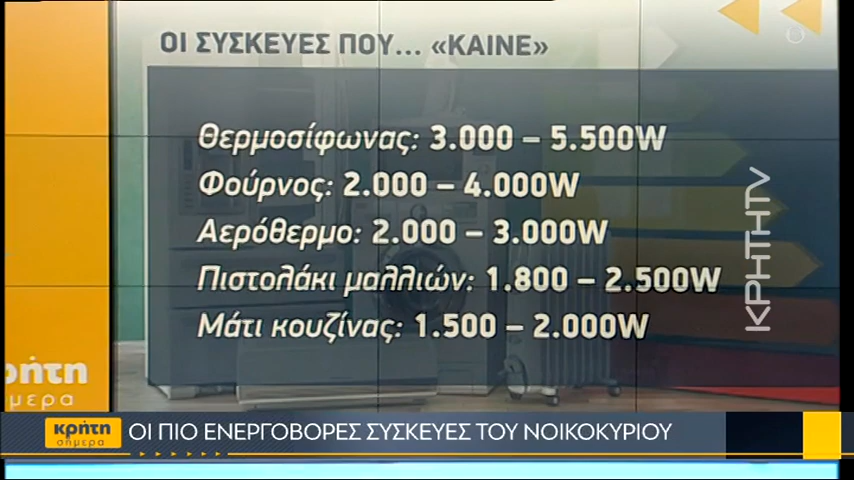 ΟΙ ΣΥΣΚΕΥΕΣ ΠΟΥ... «ΚΑΙΝΕ»
Θερμοσίφωνας: 3.000 – 5.500W
Φούρνος: 2.000 – 4.000W
Αερόθερμο: 2.000 – 3.000W
Πιστολάκι μαλλιών: 1.800 – 2.500W
Μάτι κουζίνας: 1.500 – 2.000W
ΚΡΗΤΗTV
ρήτη
μερα
κρήτη
σήμερα
ΟΙ ΠΙΟ ΕΝΕΡΓΟΒΟΡΕΣ ΣΥΣΚΕΥΕΣ ΤΟΥ ΝΟΙΚΟΚΥΡΙΟΥ